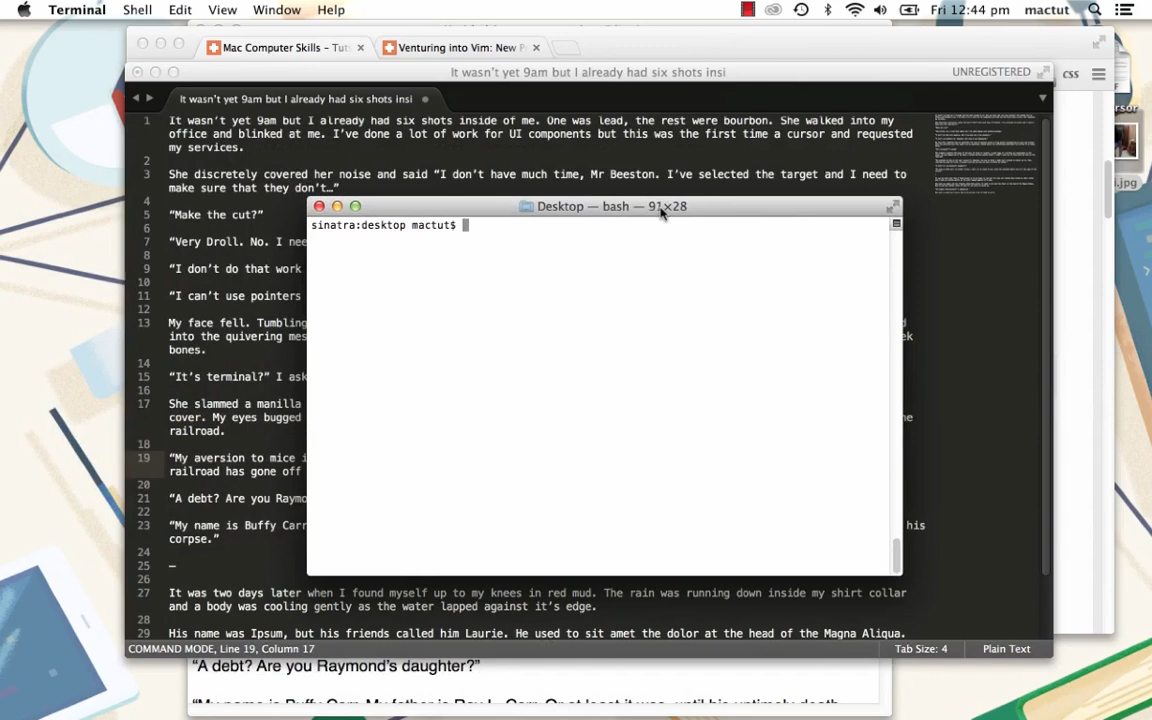 Terminal Shell Edit View Window Help Fri 12:44 pm mactut
Mac Computer Skills – Tut
Venturing into Vim: New P
It wasn't yet 9am but I already had six shots insi UNREGISTERED
css
It wasn't yet 9am but I already had six shots insi
1 It wasn't yet 9am but I already had six shots inside of me. One was lead, the rest were bourbon. She walked into my
office and blinked at me. I've done a lot of work for UI components but this was the first time a cursor and requested
my services.
2
3 She discretely covered her noise and said “I don't have much time, Mr Beeston. I've selected the target and I need to
make sure that they don't…”
4
5 “Make the cut?”
6
7 “Very Droll. No. I nee
8
9 “I don't do that work
10
11 “I can't use pointers
12
13 My face fell. Tumbling
into the quivering mes
bones.
14
15 “It's terminal?” I ask
16
17 She slammed a manilla
cover. My eyes bugged
railroad.
18
19 “My aversion to mice i
railroad has gone off
20
21 “A debt? Are you Raymo
22
23 “My name is Buffy Carr his
corpse.”
24
25 —
26
27 It was two days later when I found myself up to my knees in red mud. The rain was running down inside my shirt collar
and a body was cooling gently as the water lapped against it's edge.
28
29 His name was Ipsum, but his friends called him Laurie. He used to sit amet the dolor at the head of the Magna Aliqua.
COMMAND MODE, Line 19, Column 17 Tab Size: 4 Plain Text
Desktop — bash — 91×28
sinatra:desktop mactut$
.jpg
“A debt? Are you Raymond's daughter?”